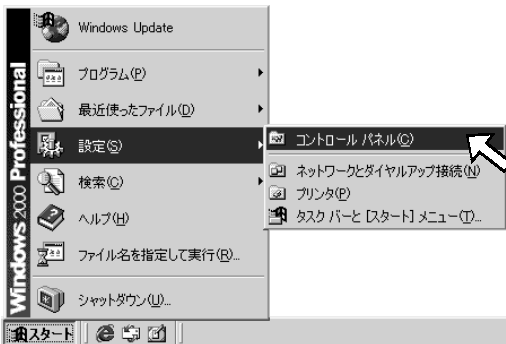 Windows 2000 Professional
Windows Update
プログラム(P)
最近使ったファイル(D)
設定(S)
検索(C)
ヘルプ(H)
ファイル名を指定して実行(R)...
シャットダウン(U)...
コントロール パネル(C)
ネットワークとダイヤルアップ接続(N)
プリンタ(P)
タスク バーと [スタート] メニュー(T)...
スタート